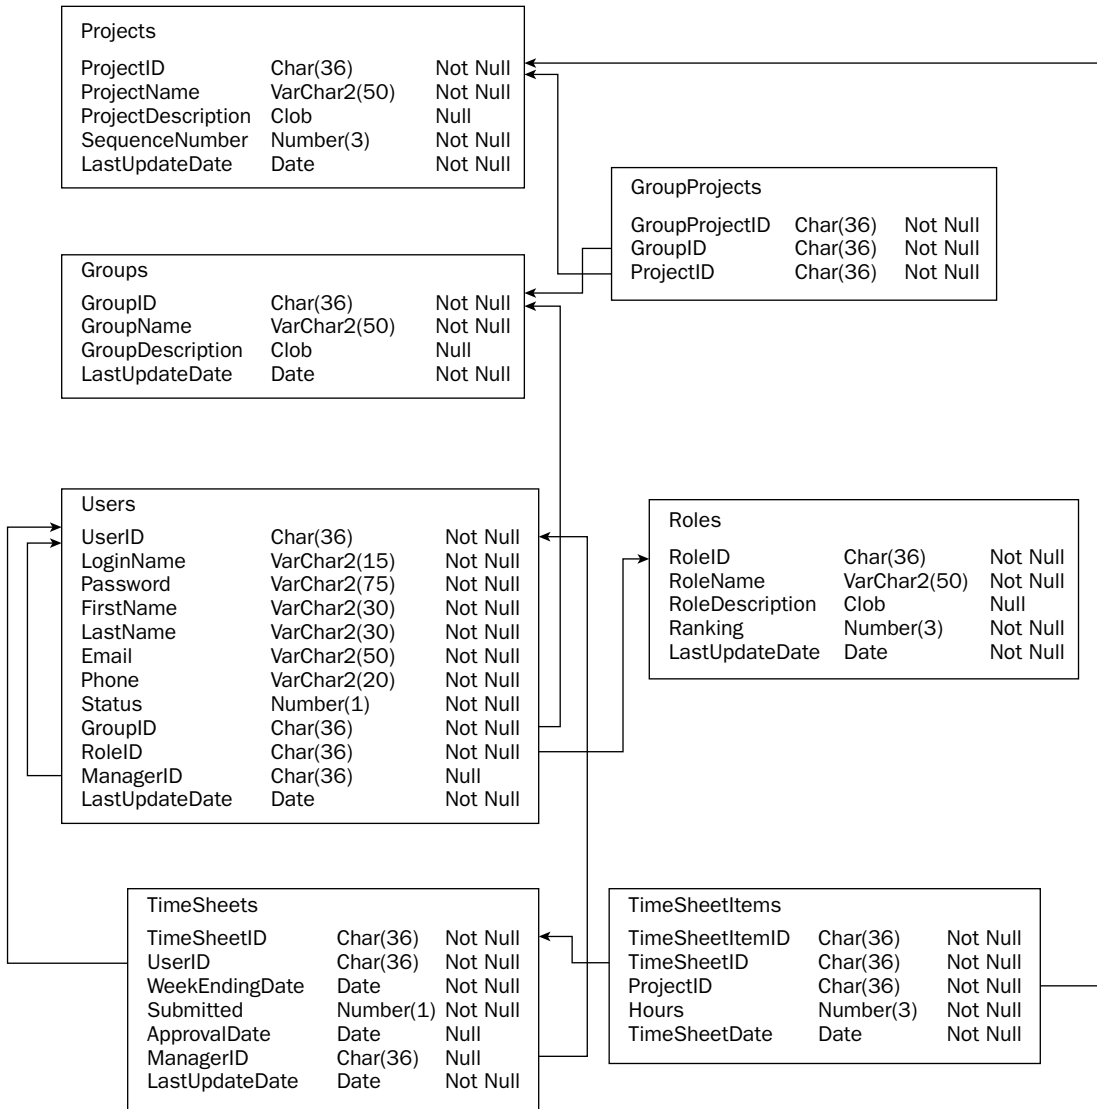 Projects
ProjectID Char(36) Not Null
ProjectName VarChar2(50) Not Null
ProjectDescription Clob Null
SequenceNumber Number(3) Not Null
LastUpdateDate Date Not Null
GroupProjects
GroupProjectID Char(36) Not Null
GroupID Char(36) Not Null
ProjectID Char(36) Not Null
Groups
GroupID Char(36) Not Null
GroupName VarChar2(50) Not Null
GroupDescription Clob Null
LastUpdateDate Date Not Null
Users
UserID Char(36) Not Null
LoginName VarChar2(15) Not Null
Password VarChar2(75) Not Null
FirstName VarChar2(30) Not Null
LastName VarChar2(30) Not Null
Email VarChar2(50) Not Null
Phone VarChar2(20) Not Null
Status Number(1) Not Null
GroupID Char(36) Not Null
RoleID Char(36) Not Null
ManagerID Char(36) Null
LastUpdateDate Date Not Null
Roles
RoleID Char(36) Not Null
RoleName VarChar2(50) Not Null
RoleDescription Clob Null
Ranking Number(3) Not Null
LastUpdateDate Date Not Null
TimeSheets
TimeSheetID Char(36) Not Null
UserID Char(36) Not Null
WeekEndingDate Date Not Null
Submitted Number(1) Not Null
ApprovalDate Date Null
ManagerID Char(36) Null
LastUpdateDate Date Not Null
TimeSheetItems
TimeSheetItemID Char(36) Not Null
TimeSheetID Char(36) Not Null
ProjectID Char(36) Not Null
Hours Number(3) Not Null
TimeSheetDate Date Not Null